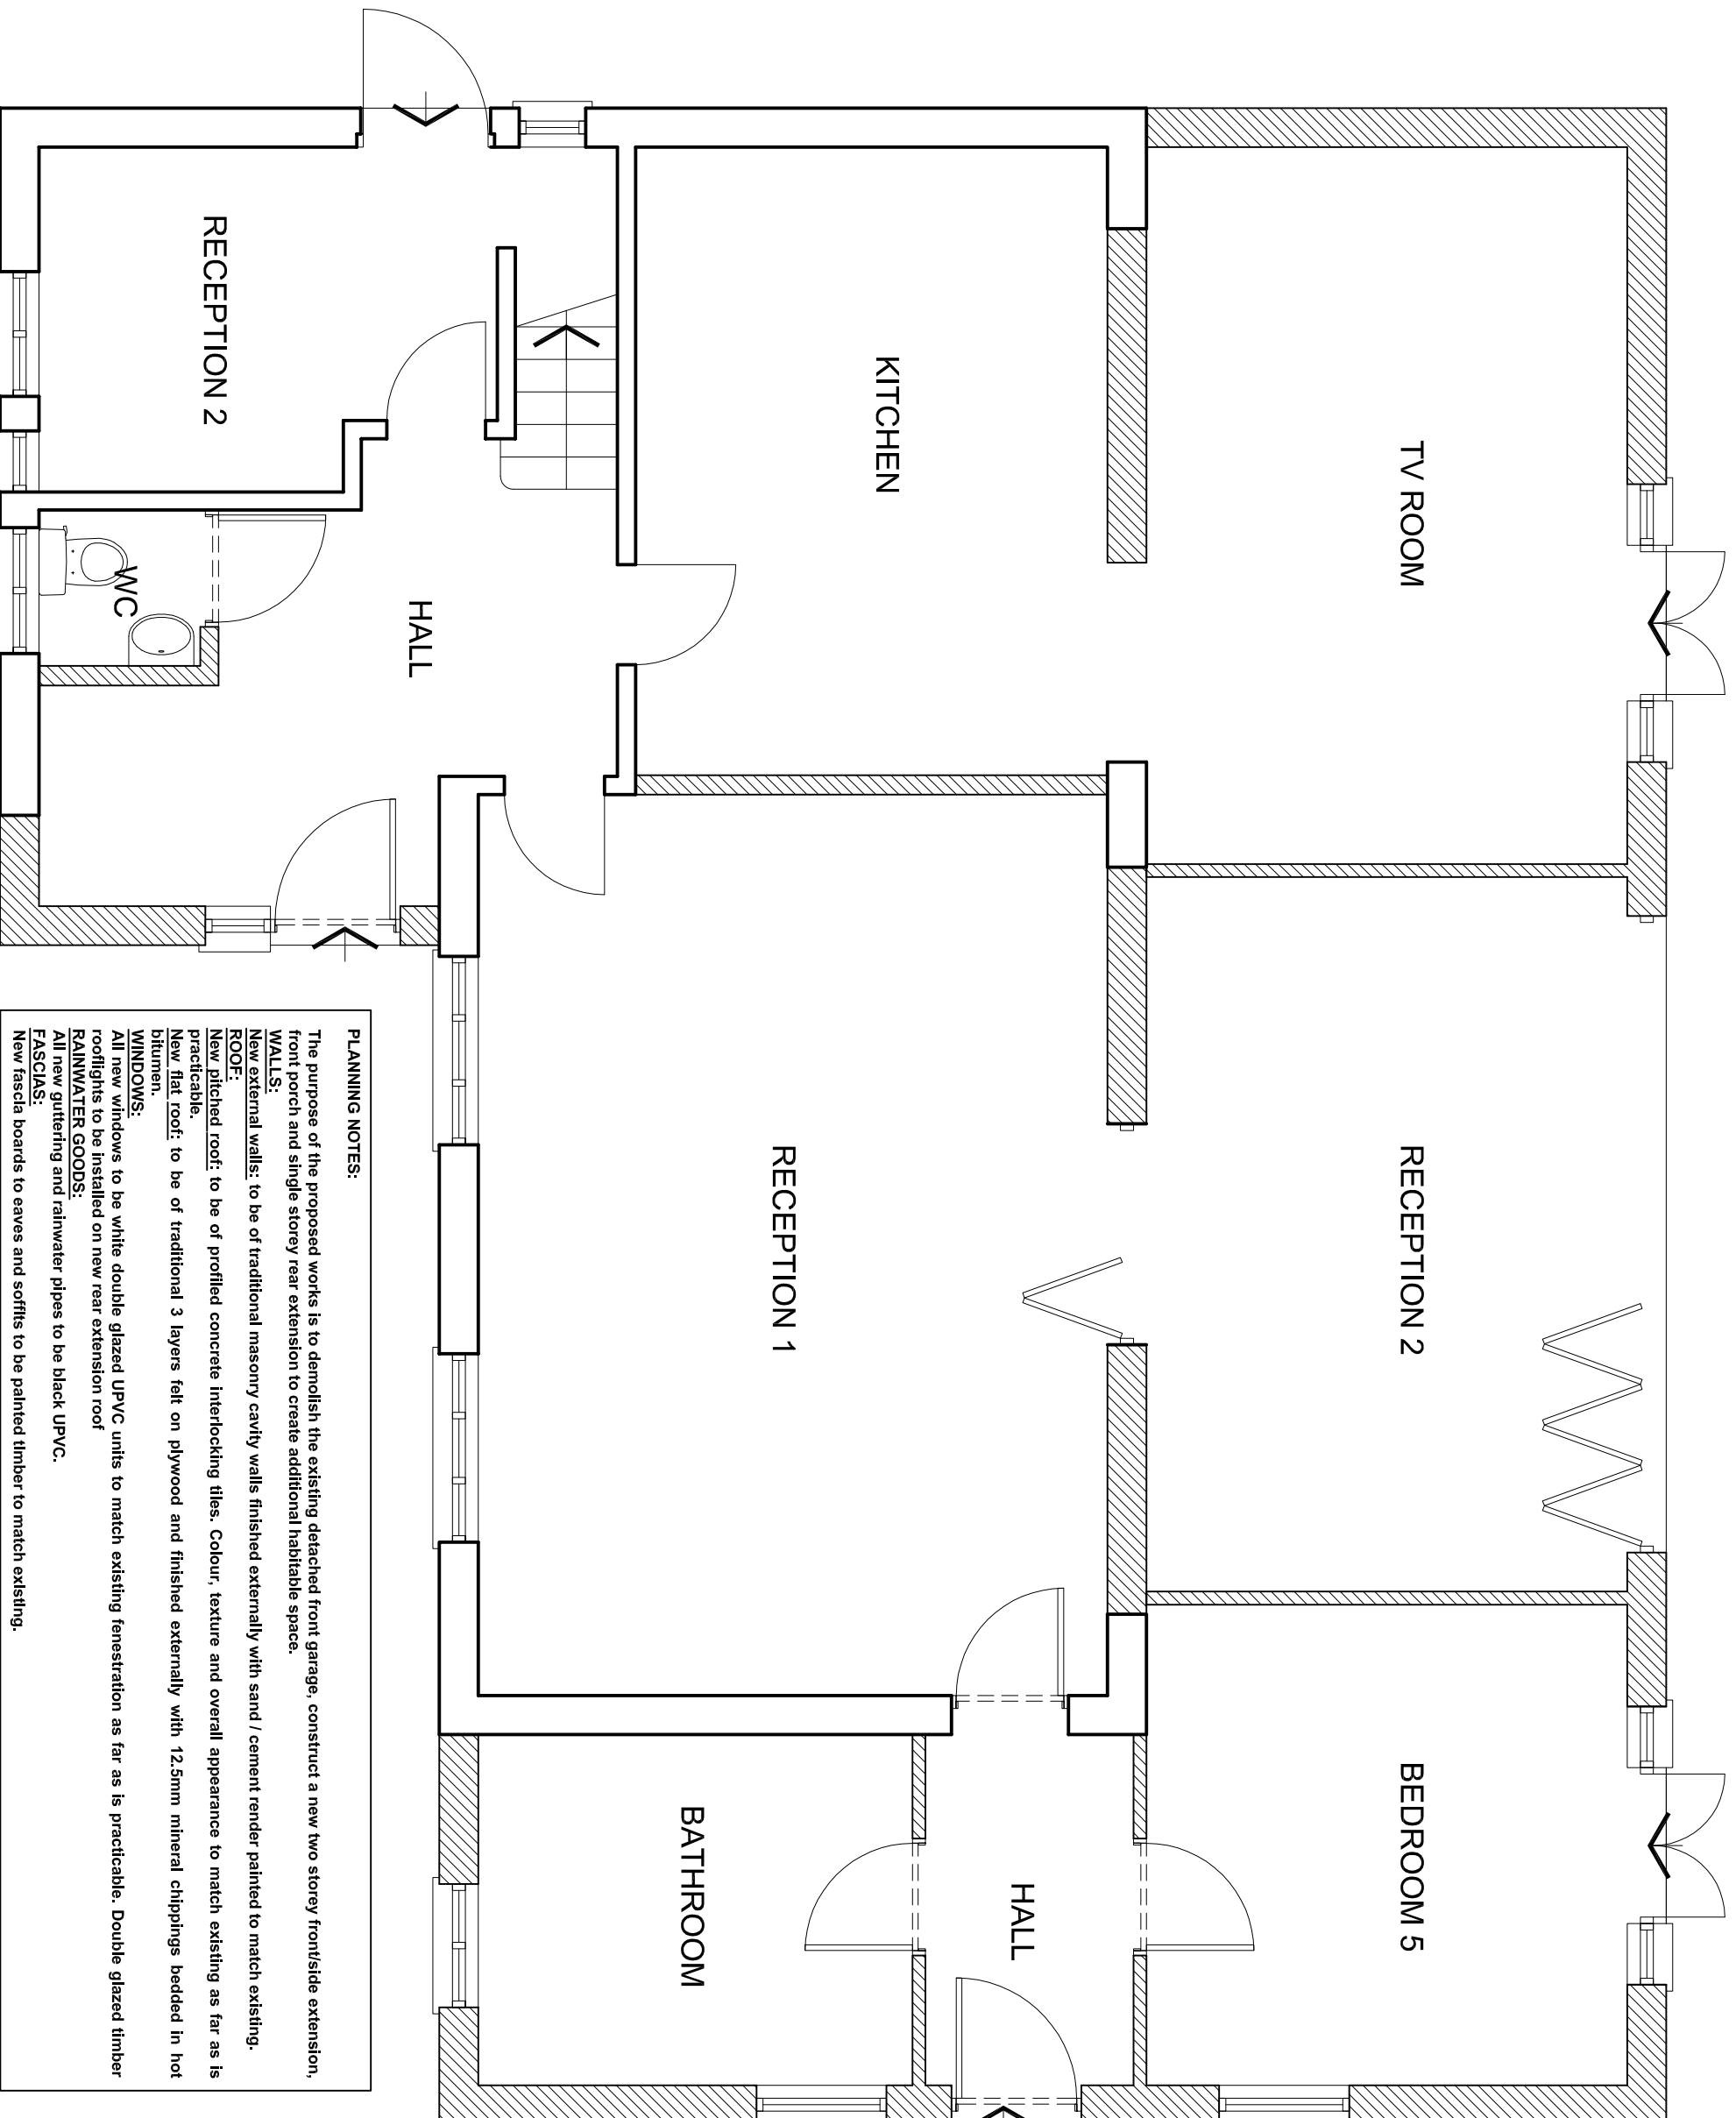 TV ROOM
RECEPTION 2
BEDROOM 5
KITCHEN
RECEPTION 1
HALL
BATHROOM
HALL
RECEPTION 2
WC
PLANNING NOTES:
The purpose of the proposed works is to demolish the existing detached front garage, construct a new two storey front/side extension,
front porch and single storey rear extension to create additional habitable space.
WALLS:
New external walls: to be of traditional masonry cavity walls finished externally with sand / cement render painted to match existing.
ROOF:
New pitched roof: to be of profiled concrete interlocking tiles. Colour, texture and overall appearance to match existing as far as is
practicable.
New flat roof: to be of traditional 3 layers felt on plywood and finished externally with 12.5mm mineral chippings bedded in hot
bitumen.
WINDOWS:
All new windows to be white double glazed UPVC units to match existing fenestration as far as is practicable. Double glazed timber
rooflights to be installed on new rear extension roof
RAINWATER GOODS:
All new guttering and rainwater pipes to be black UPVC.
FASCIAS:
New fascia boards to eaves and soffits to be painted timber to match existing.